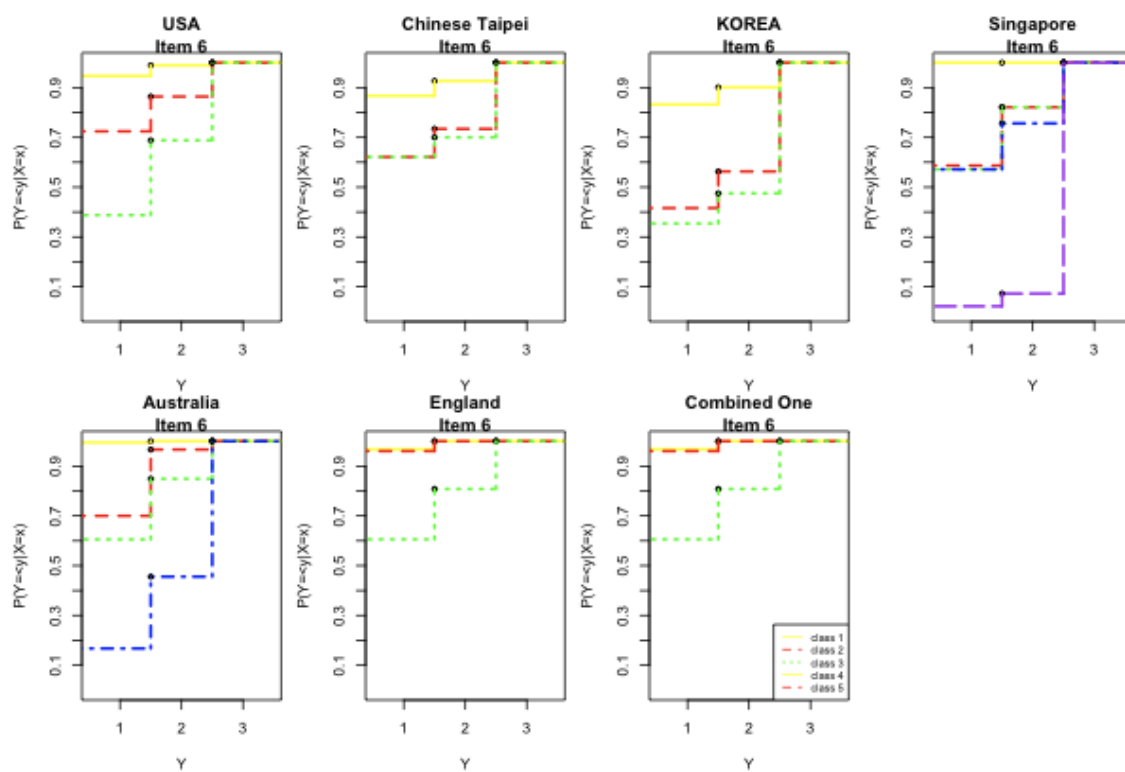 USA
Item 6
Chinese Taipei
Item 6
KOREA
Item 6
Singapore
Item 6
P(Y=<y|X=x)
0.9
0.7
0.5
0.3
0.1
1 2 3
Y
P(Y=<y|X=x)
0.9
0.7
0.5
0.3
0.1
1 2 3
Y
P(Y=<y|X=x)
0.9
0.7
0.5
0.3
0.1
1 2 3
Y
P(Y=<y|X=x)
0.9
0.7
0.5
0.3
0.1
1 2 3
Y
Australia
Item 6
England
Item 6
Combined One
Item 6
P(Y=<y|X=x)
0.9
0.7
0.5
0.3
0.1
1 2 3
Y
P(Y=<y|X=x)
0.9
0.7
0.5
0.3
0.1
1 2 3
Y
P(Y=<y|X=x)
0.9
0.7
0.5
0.3
0.1
class 1
class 2
class 3
class 4
class 5
1 2 3
Y